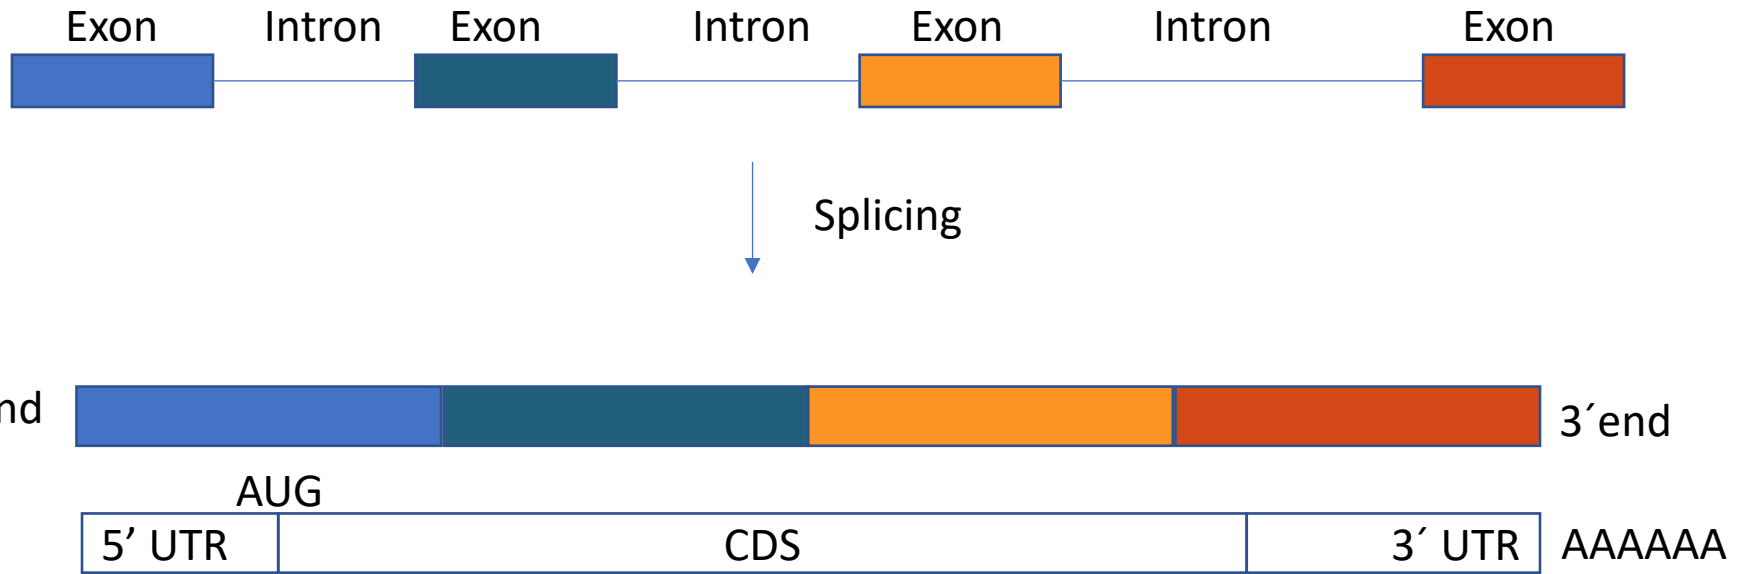 Exon Intron Exon Intron Exon Intron Exon
Splicing
nd 3´end
AUG
5’ UTR CDS 3´ UTR AAAAAA